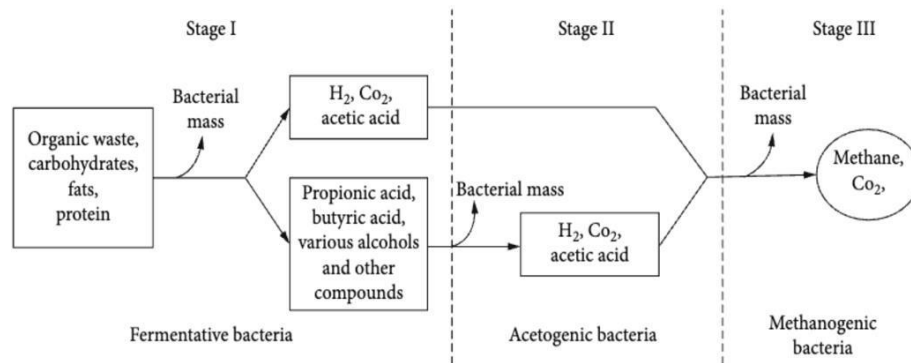 Stage I
Stage II
Stage III
Bacterial
mass
H₂, Co₂,
acetic acid
Bacterial
mass
Organic waste,
carbohydrates,
fats,
protein
Methane,
Co₂,
Propionic acid,
butyric acid,
various alcohols
and other
compounds
Bacterial mass
H₂, Co₂,
acetic acid
Fermentative bacteria
Acetogenic bacteria
Methanogenic
bacteria